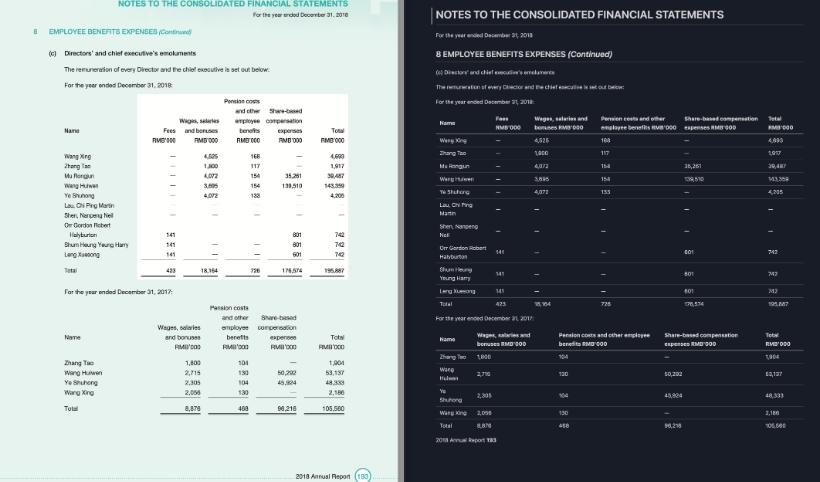 NOTES TO THE CONSOLIDATED FINANCIAL STATEMENTS
For the year ended December 31, 2018
8 EMPLOYEE BENEFITS EXPENSES (Continued)
(c) Directors' and chief executive's emoluments
The remuneration of every Director and the chief executive is set out below:
For the year ended December 31, 2018:
Pension costs
and other Share-based
Wages, salaries employee compensation
Name Fees and bonuses benefits expenses Total
RMB'000 RMB'000 RMB'000 RMB'000 RMB'000
Wang Xing — 4,525 168 — 4,693
Zhang Tao — 1,800 117 — 1,917
Mu Rongjun — 4,072 154 35,261 39,487
Wang Huiwen — 3,695 154 139,510 143,359
Ye Shuhong — 4,072 133 — 4,205
Lau, Chi Ping Martin
Shen, Nanpeng Neil — — — — —
Orr Gordon Robert
Halyburton 141 601 742
Shum Heung Yeung Harry 141 — — 601 742
Leng Xuesong 141 — — 601 742
Total 423 18,164 726 176,574 195,887
For the year ended December 31, 2017:
Pension costs
and other Share-based
Wages, salaries employee compensation
Name and bonuses benefits expenses Total
RMB'000 RMB'000 RMB'000 RMB'000
Zhang Tao 1,800 104 — 1,904
Wang Huiwen 2,715 130 50,292 53,137
Ye Shuhong 2,305 104 45,924 48,333
Wang Xing 2,056 130 — 2,186
Total 8,876 468 96,216 105,560
2018 Annual Report 193
NOTES TO THE CONSOLIDATED FINANCIAL STATEMENTS
For the year ended December 31, 2018
8 EMPLOYEE BENEFITS EXPENSES (Continued)
(c) Directors' and chief executive's emoluments
The remuneration of every Director and the chief executive is set out below:
For the year ended December 31, 2018:
Name Fees RMB'000 Wages, salaries and bonuses RMB'000 Pension costs and other employee benefits RMB'000 Share-based compensation expenses RMB'000 Total RMB'000
Wang Xing — 4,525 168 — 4,693
Zhang Tao — 1,800 117 — 1,917
Mu Rongjun — 4,072 154 35,261 39,487
Wang Huiwen — 3,695 154 139,510 143,359
Ye Shuhong — 4,072 133 — 4,205
Lau, Chi Ping Martin — — — — —
Shen, Nanpeng Neil — — — — —
Orr Gordon Robert Halyburton 141 — — 601 742
Shum Heung Yeung Harry 141 — — 601 742
Leng Xuesong 141 — — 601 742
Total 423 18,164 726 176,574 195,887
For the year ended December 31, 2017:
Name Wages, salaries and bonuses RMB'000 Pension costs and other employee benefits RMB'000 Share-based compensation expenses RMB'000 Total RMB'000
Zhang Tao 1,800 104 — 1,904
Wang Huiwen 2,715 130 50,292 53,137
Ye Shuhong 2,305 104 45,924 48,333
Wang Xing 2,056 130 — 2,186
Total 8,876 468 96,216 105,560
2018 Annual Report 193